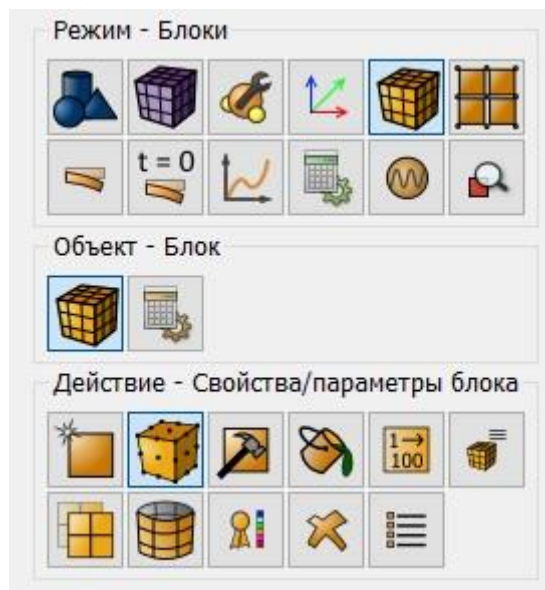 Режим - Блоки
t = 0
Объект - Блок
Действие - Свойства/параметры блока
1→
100